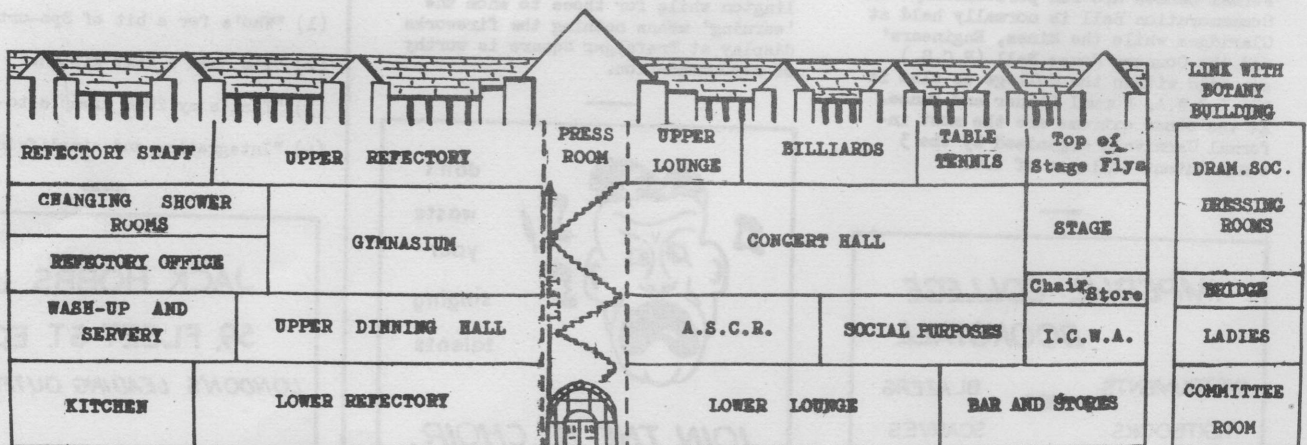 LINK WITH
BOTANY
BUILDING
REFECTORY STAFF
UPPER REFECTORY
PRESS
ROOM
UPPER
LOUNGE
BILLIARDS
TABLE
TENNIS
Top of
Stage Flys
DRAM.SOC.
DRESSING
ROOMS
CHANGING SHOWER
ROOMS
REFECTORY OFFICE
GYMNASIUM
CONCERT HALL
STAGE
Chair
Store
BRIDGE
WASH-UP AND
SERVERY
UPPER DINNING HALL
A.S.C.R.
SOCIAL PURPOSES
I.C.W.A.
LADIES
KITCHEN
LOWER REFECTORY
LOWER LOUNGE
BAR AND STORES
COMMITTEE
ROOM